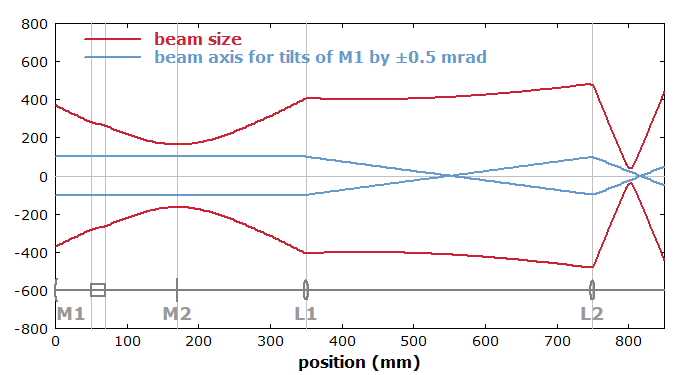 800
beam size
600
beam axis for tilts of M1 by ±0.5 mrad
400
200
0
-200
-400
-600
M1 M2 L1 L2
-800
0 100 200 300 400 500 600 700 800
position (mm)